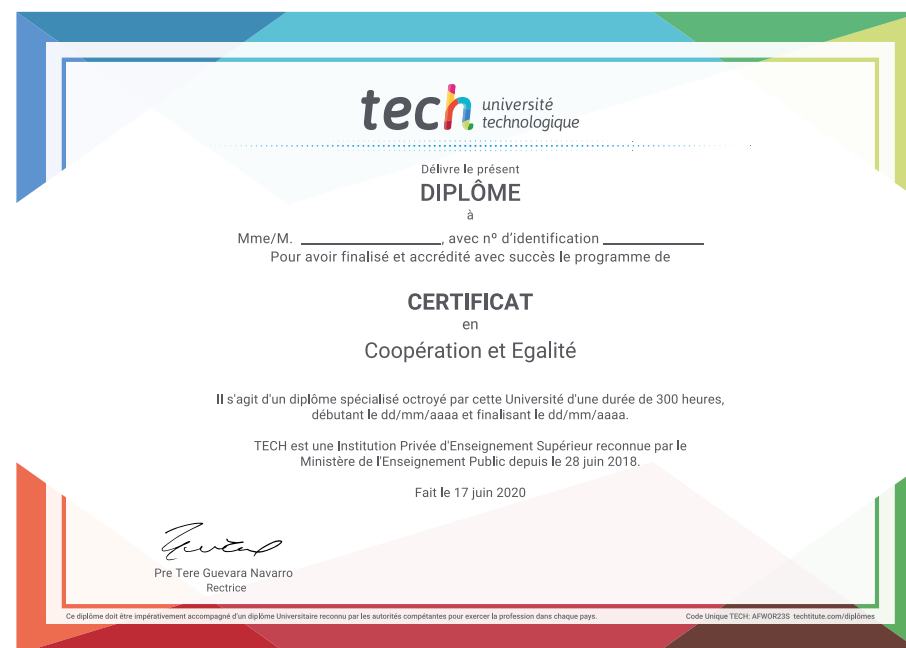 tech université
technologique
Délivre le présent
DIPLÔME
à
Mme/M. ____________________, avec nº d'identification ______________
Pour avoir finalisé et accrédité avec succès le programme de
CERTIFICAT
en
Coopération et Egalité
Il s'agit d'un diplôme spécialisé octroyé par cette Université d'une durée de 300 heures,
débutant le dd/mm/aaaa et finalisant le dd/mm/aaaa.
TECH est une Institution Privée d'Enseignement Supérieur reconnue par le
Ministère de l'Enseignement Public depuis le 28 juin 2018.
Fait le 17 juin 2020
Pre Tere Guevara Navarro
Rectrice
Ce diplôme doit être impérativement accompagné d'un diplôme Universitaire reconnu par les autorités compétentes pour exercer la profession dans chaque pays.
Code Unique TECH: AFWOR23S techtitute.com/diplômes